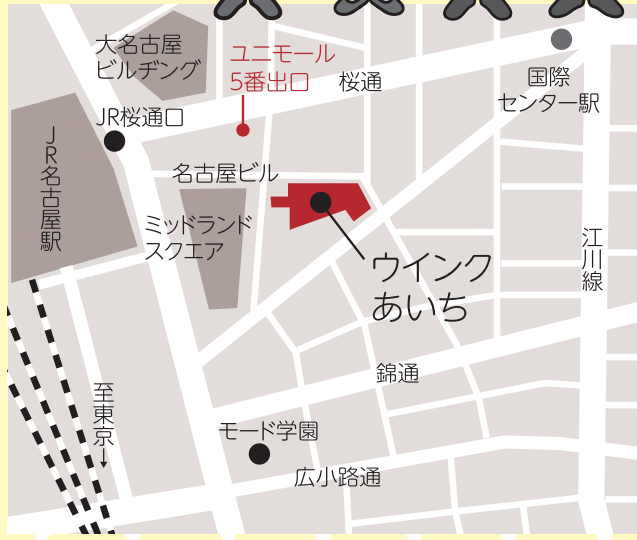 大名古屋
ビルヂング
ユニモール
5番出口
桜通
国際
センター駅
JR桜通口
JR名古屋駅
名古屋ビル
ミッドランド
スクエア
ウインク
あいち
江川線
錦通
至東京→
モード学園
広小路通